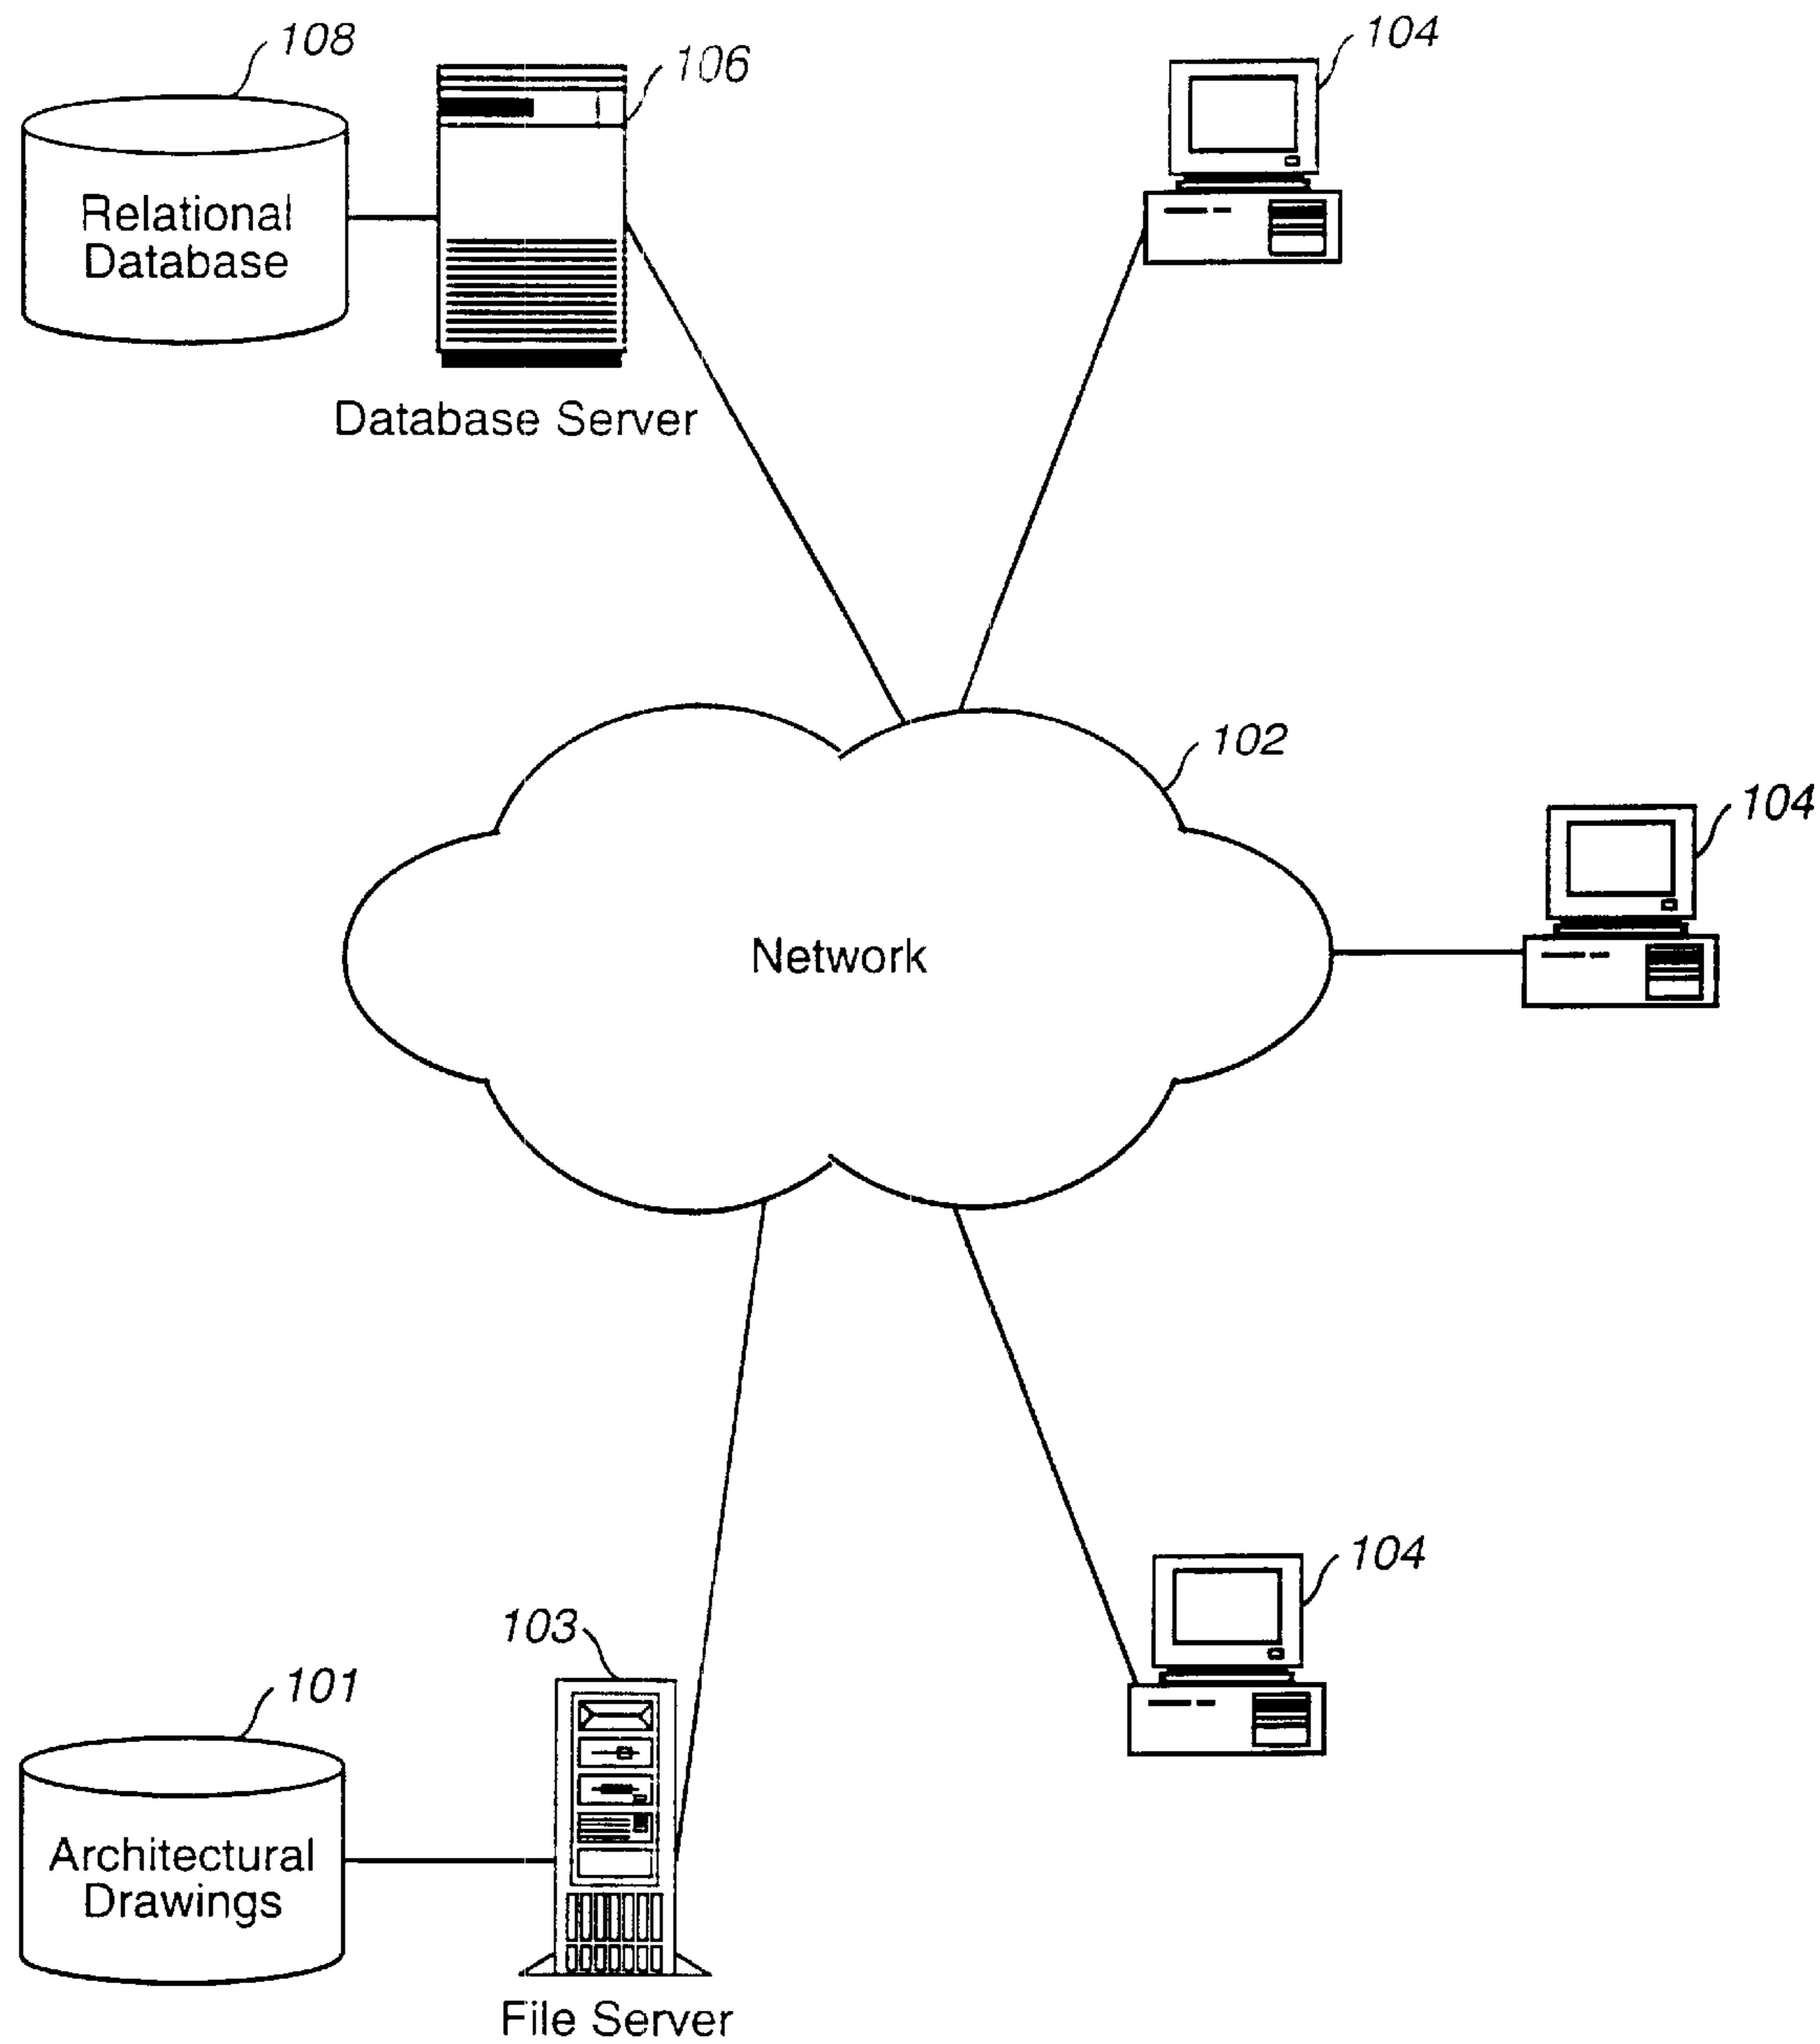 108
106
104
Relational
Database
Database Server
102
104
Network
104
103
101
Architectural
Drawings
File Server